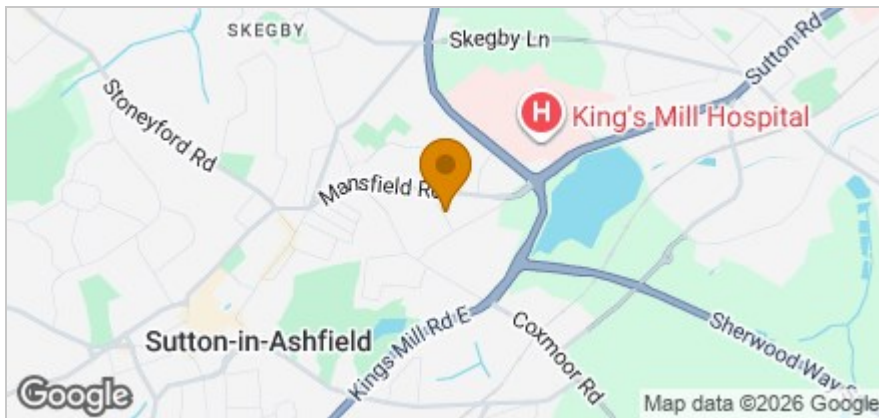 SKEGBY
Skegby Ln
Sutton Rd
Stoneyford Rd
H
King's Mill Hospital
Mansfield Rd
Sutton-in-Ashfield
Kings Mill Rd E
Coxmoor Rd
Sherwood Way S
Google
Map data ©2026 Google